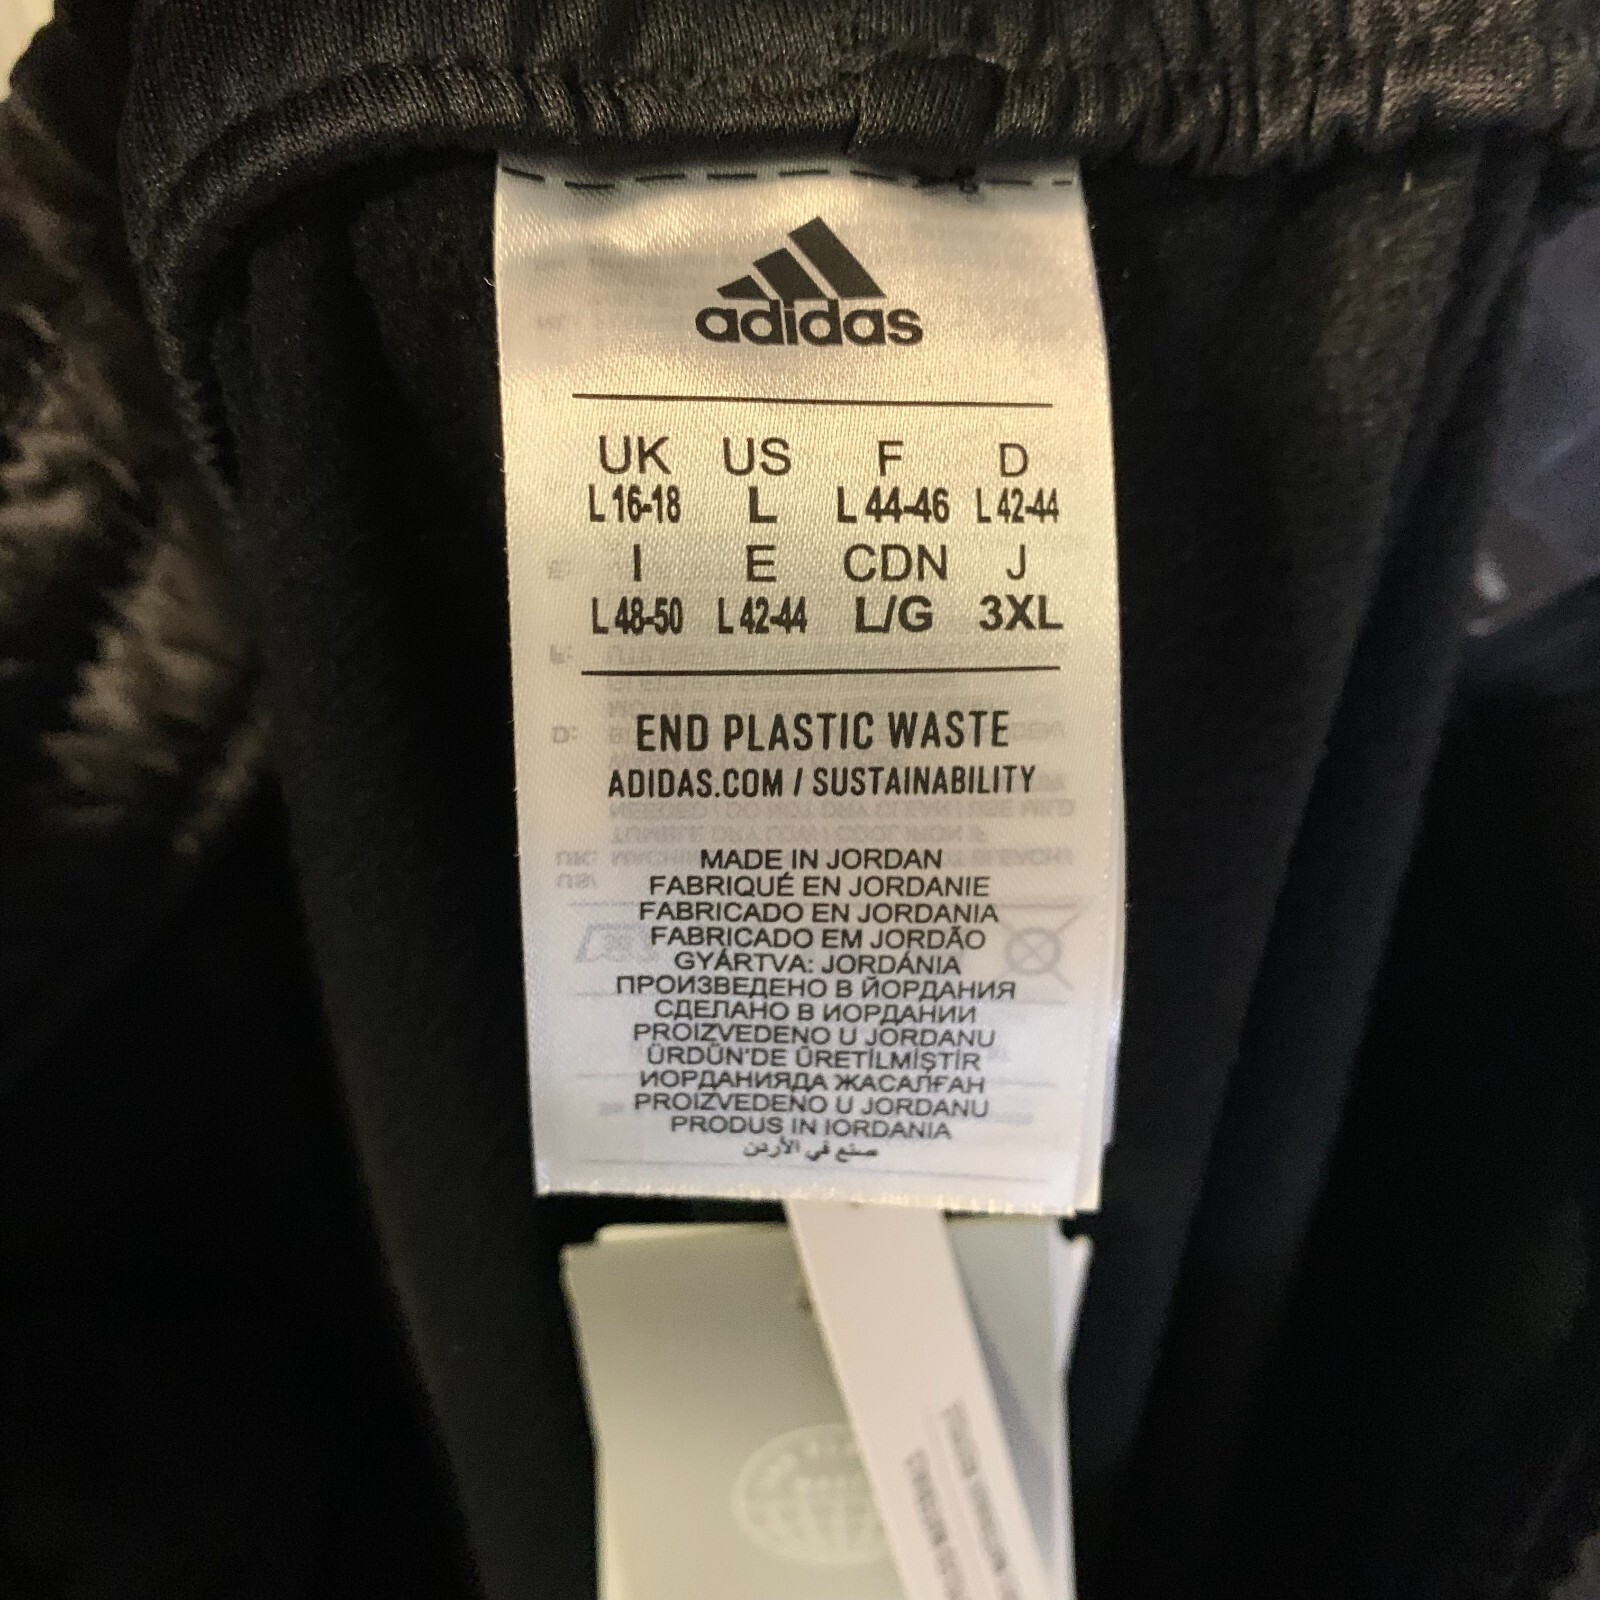 adidas
UK US F D
L 16-18 L L 44-46 L 42-44
I E CDN J
L 48-50 L 42-44 L/G 3XL
END PLASTIC WASTE
ADIDAS.COM / SUSTAINABILITY
MADE IN JORDAN
FABRIQUÉ EN JORDANIE
FABRICADO EN JORDANIA
FABRICADO EM JORDÃO
GYÁRTVA: JORDÁNIA
ПРОИЗВЕДЕНО В ЙОРДАНИЯ
СДЕЛАНО В ИОРДАНИИ
PROIZVEDENO U JORDANU
ÜRDÜN'DE ÜRETİLMİŞTİR
ИОРДАНИЯДА ЖАСАЛҒАН
PROIZVEDENO U JORDANU
PRODUS IN IORDANIA
صنع في الأردن